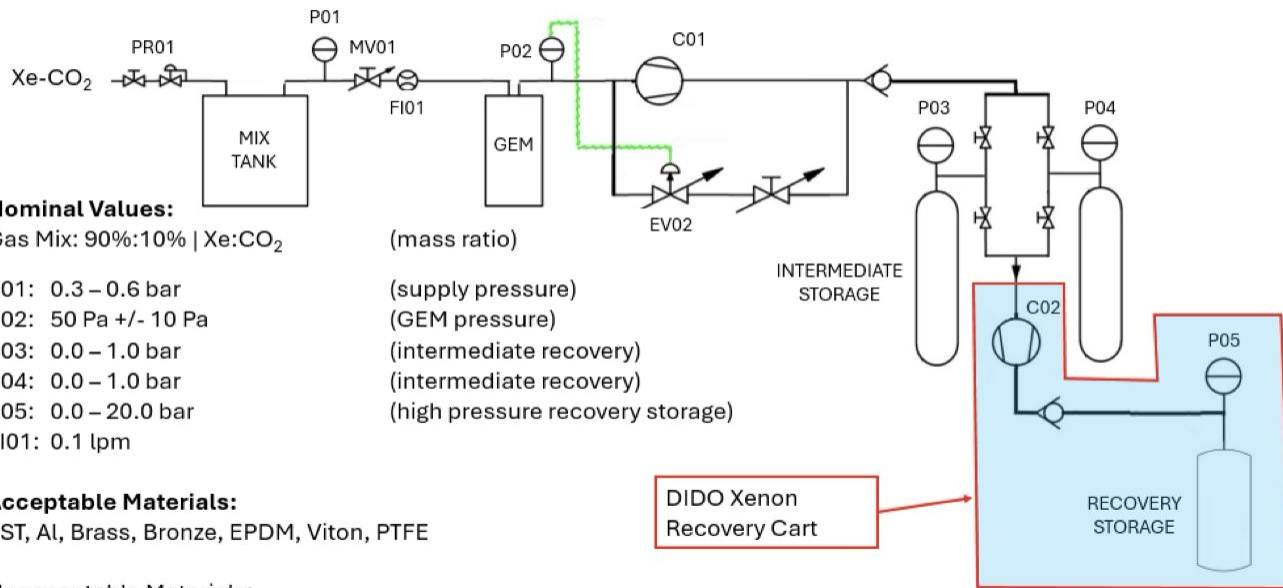 P01
PR01
MV01
P02
C01
Xe-CO₂
FI01
MIX
TANK
GEM
P03
P04
EV02
INTERMEDIATE
STORAGE
C02
P05
RECOVERY
STORAGE
DIDO Xenon
Recovery Cart
ominal Values:
as Mix: 90%:10% | Xe:CO₂ (mass ratio)
01: 0.3 – 0.6 bar (supply pressure)
02: 50 Pa +/- 10 Pa (GEM pressure)
03: 0.0 – 1.0 bar (intermediate recovery)
04: 0.0 – 1.0 bar (intermediate recovery)
05: 0.0 – 20.0 bar (high pressure recovery storage)
I01: 0.1 lpm
cceptable Materials:
ST, Al, Brass, Bronze, EPDM, Viton, PTFE